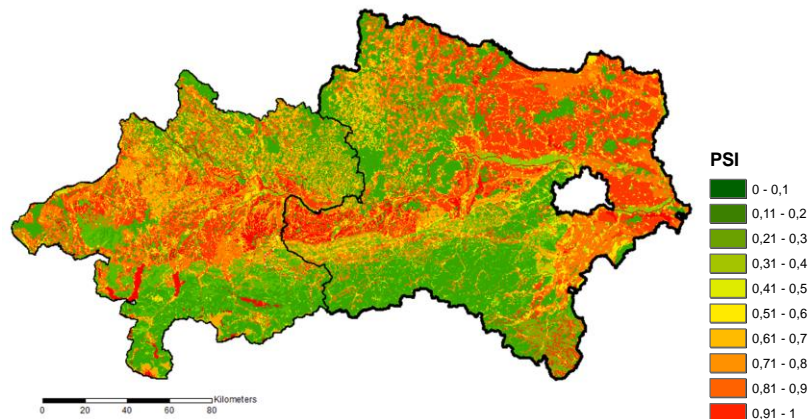 PSI
0 - 0,1
0,11 - 0,2
0,21 - 0,3
0,31 - 0,4
0,41 - 0,5
0,51 - 0,6
0,61 - 0,7
0,71 - 0,8
0,81 - 0,9
0,91 - 1
Kilometers
0 20 40 60 80